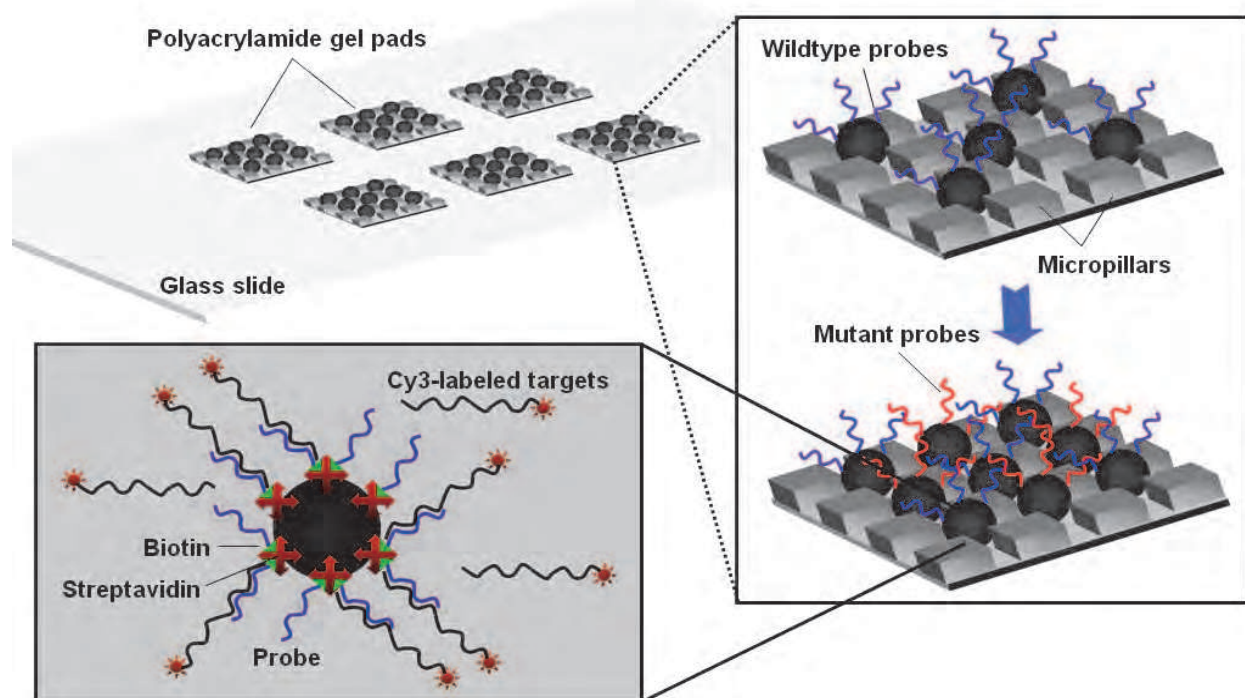 Polyacrylamide gel pads
Wildtype probes
Glass slide
Micropillars
Mutant probes
Cy3-labeled targets
Biotin
Streptavidin
Probe